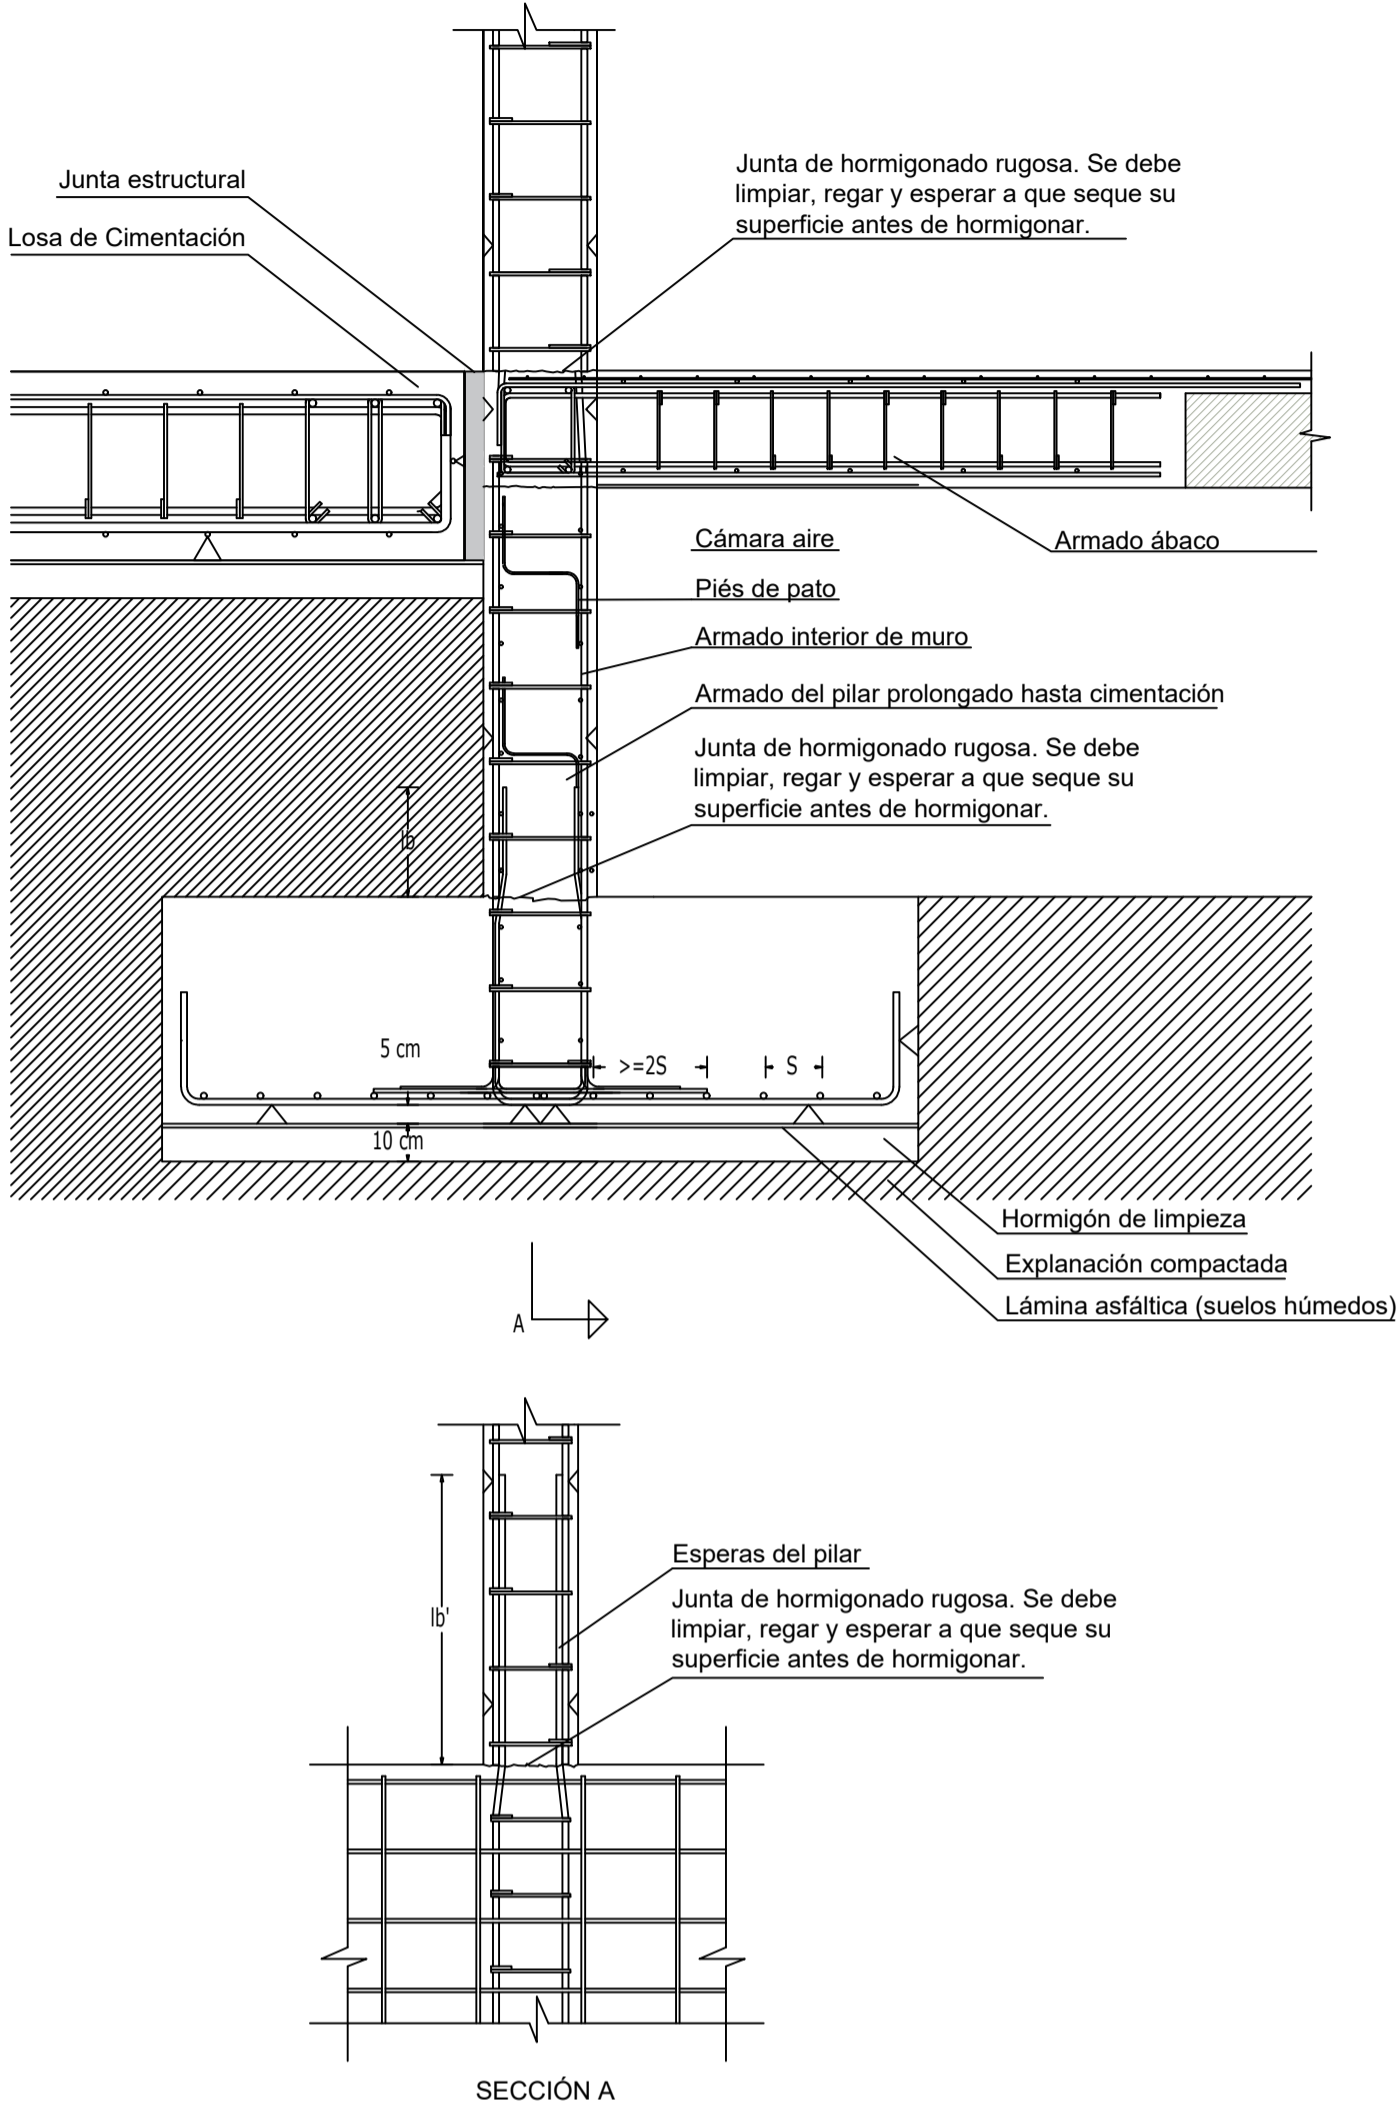 Junta estructural
Losa de Cimentación
Junta de hormigonado rugosa. Se debe
limpiar, regar y esperar a que seque su
superficie antes de hormigonar.
Cámara aire
Armado ábaco
Piés de pato
Armado interior de muro
Armado del pilar prolongado hasta cimentación
Junta de hormigonado rugosa. Se debe
limpiar, regar y esperar a que seque su
superficie antes de hormigonar.
lb
5 cm
>=2S
S
10 cm
Hormigón de limpieza
Explanación compactada
Lámina asfáltica (suelos húmedos)
A
Esperas del pilar
Junta de hormigonado rugosa. Se debe
limpiar, regar y esperar a que seque su
superficie antes de hormigonar.
lb'
SECCIÓN A